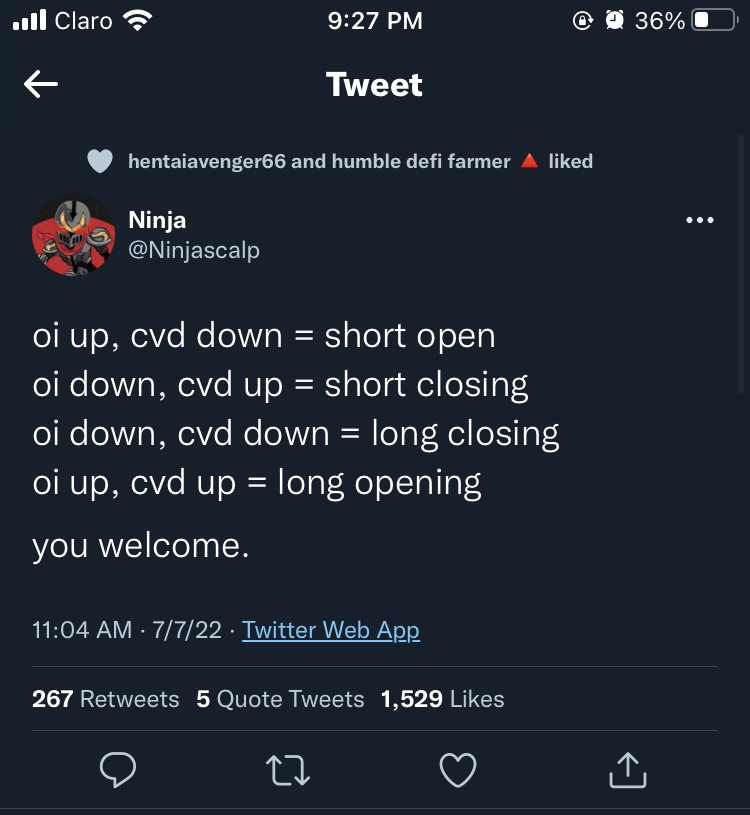 Claro 9:27 PM 36%
Tweet
hentaiavenger66 and humble defi farmer 🔺 liked
Ninja
@Ninjascalp
oi up, cvd down = short open
oi down, cvd up = short closing
oi down, cvd down = long closing
oi up, cvd up = long opening
you welcome.
11:04 AM · 7/7/22 · Twitter Web App
267 Retweets 5 Quote Tweets 1,529 Likes